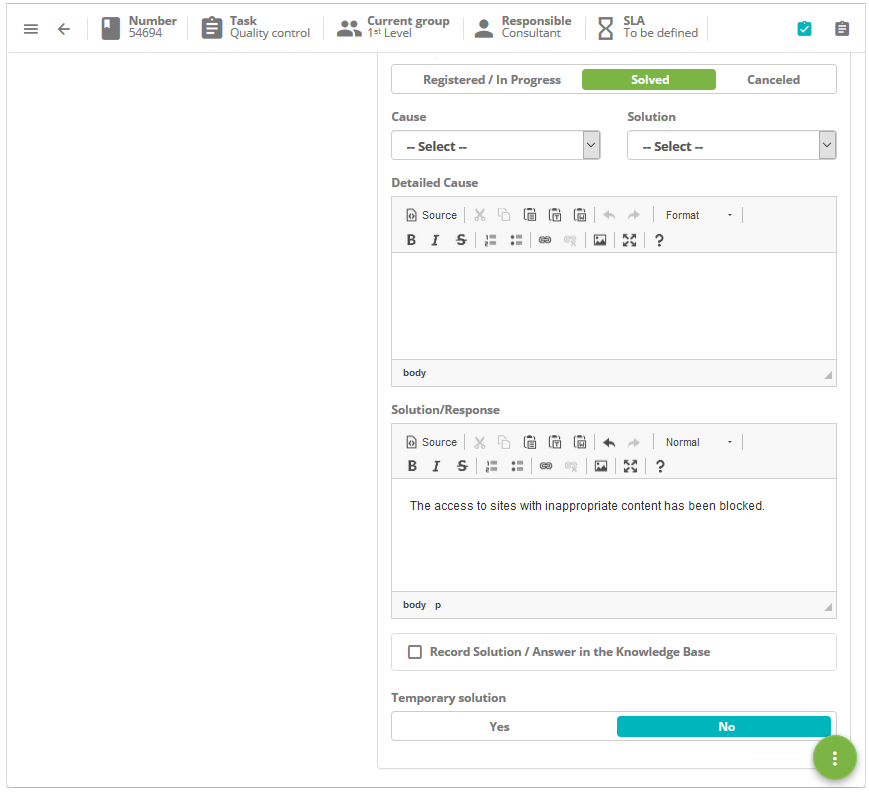 Number
54694
Task
Quality control
Current group
1st Level
Responsible
Consultant
SLA
To be defined
Registered / In Progress
Solved
Canceled
Cause
Solution
-- Select --
-- Select --
Detailed Cause
Source
Format
B I S
?
body
Solution/Response
Source
Normal
B I S
?
The access to sites with inappropriate content has been blocked.
body p
Record Solution / Answer in the Knowledge Base
Temporary solution
Yes
No